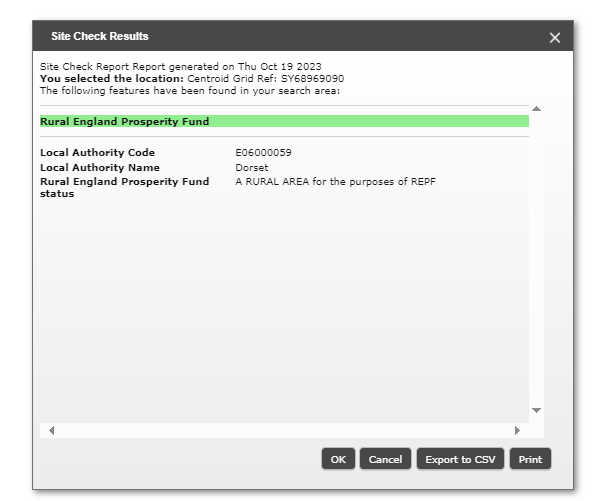 Site Check Results
Site Check Report Report generated on Thu Oct 19 2023
You selected the location: Centroid Grid Ref: SY68969090
The following features have been found in your search area:
Rural England Prosperity Fund
Local Authority Code E06000059
Local Authority Name Dorset
Rural England Prosperity Fund A RURAL AREA for the purposes of REPF
status
OK Cancel Export to CSV Print